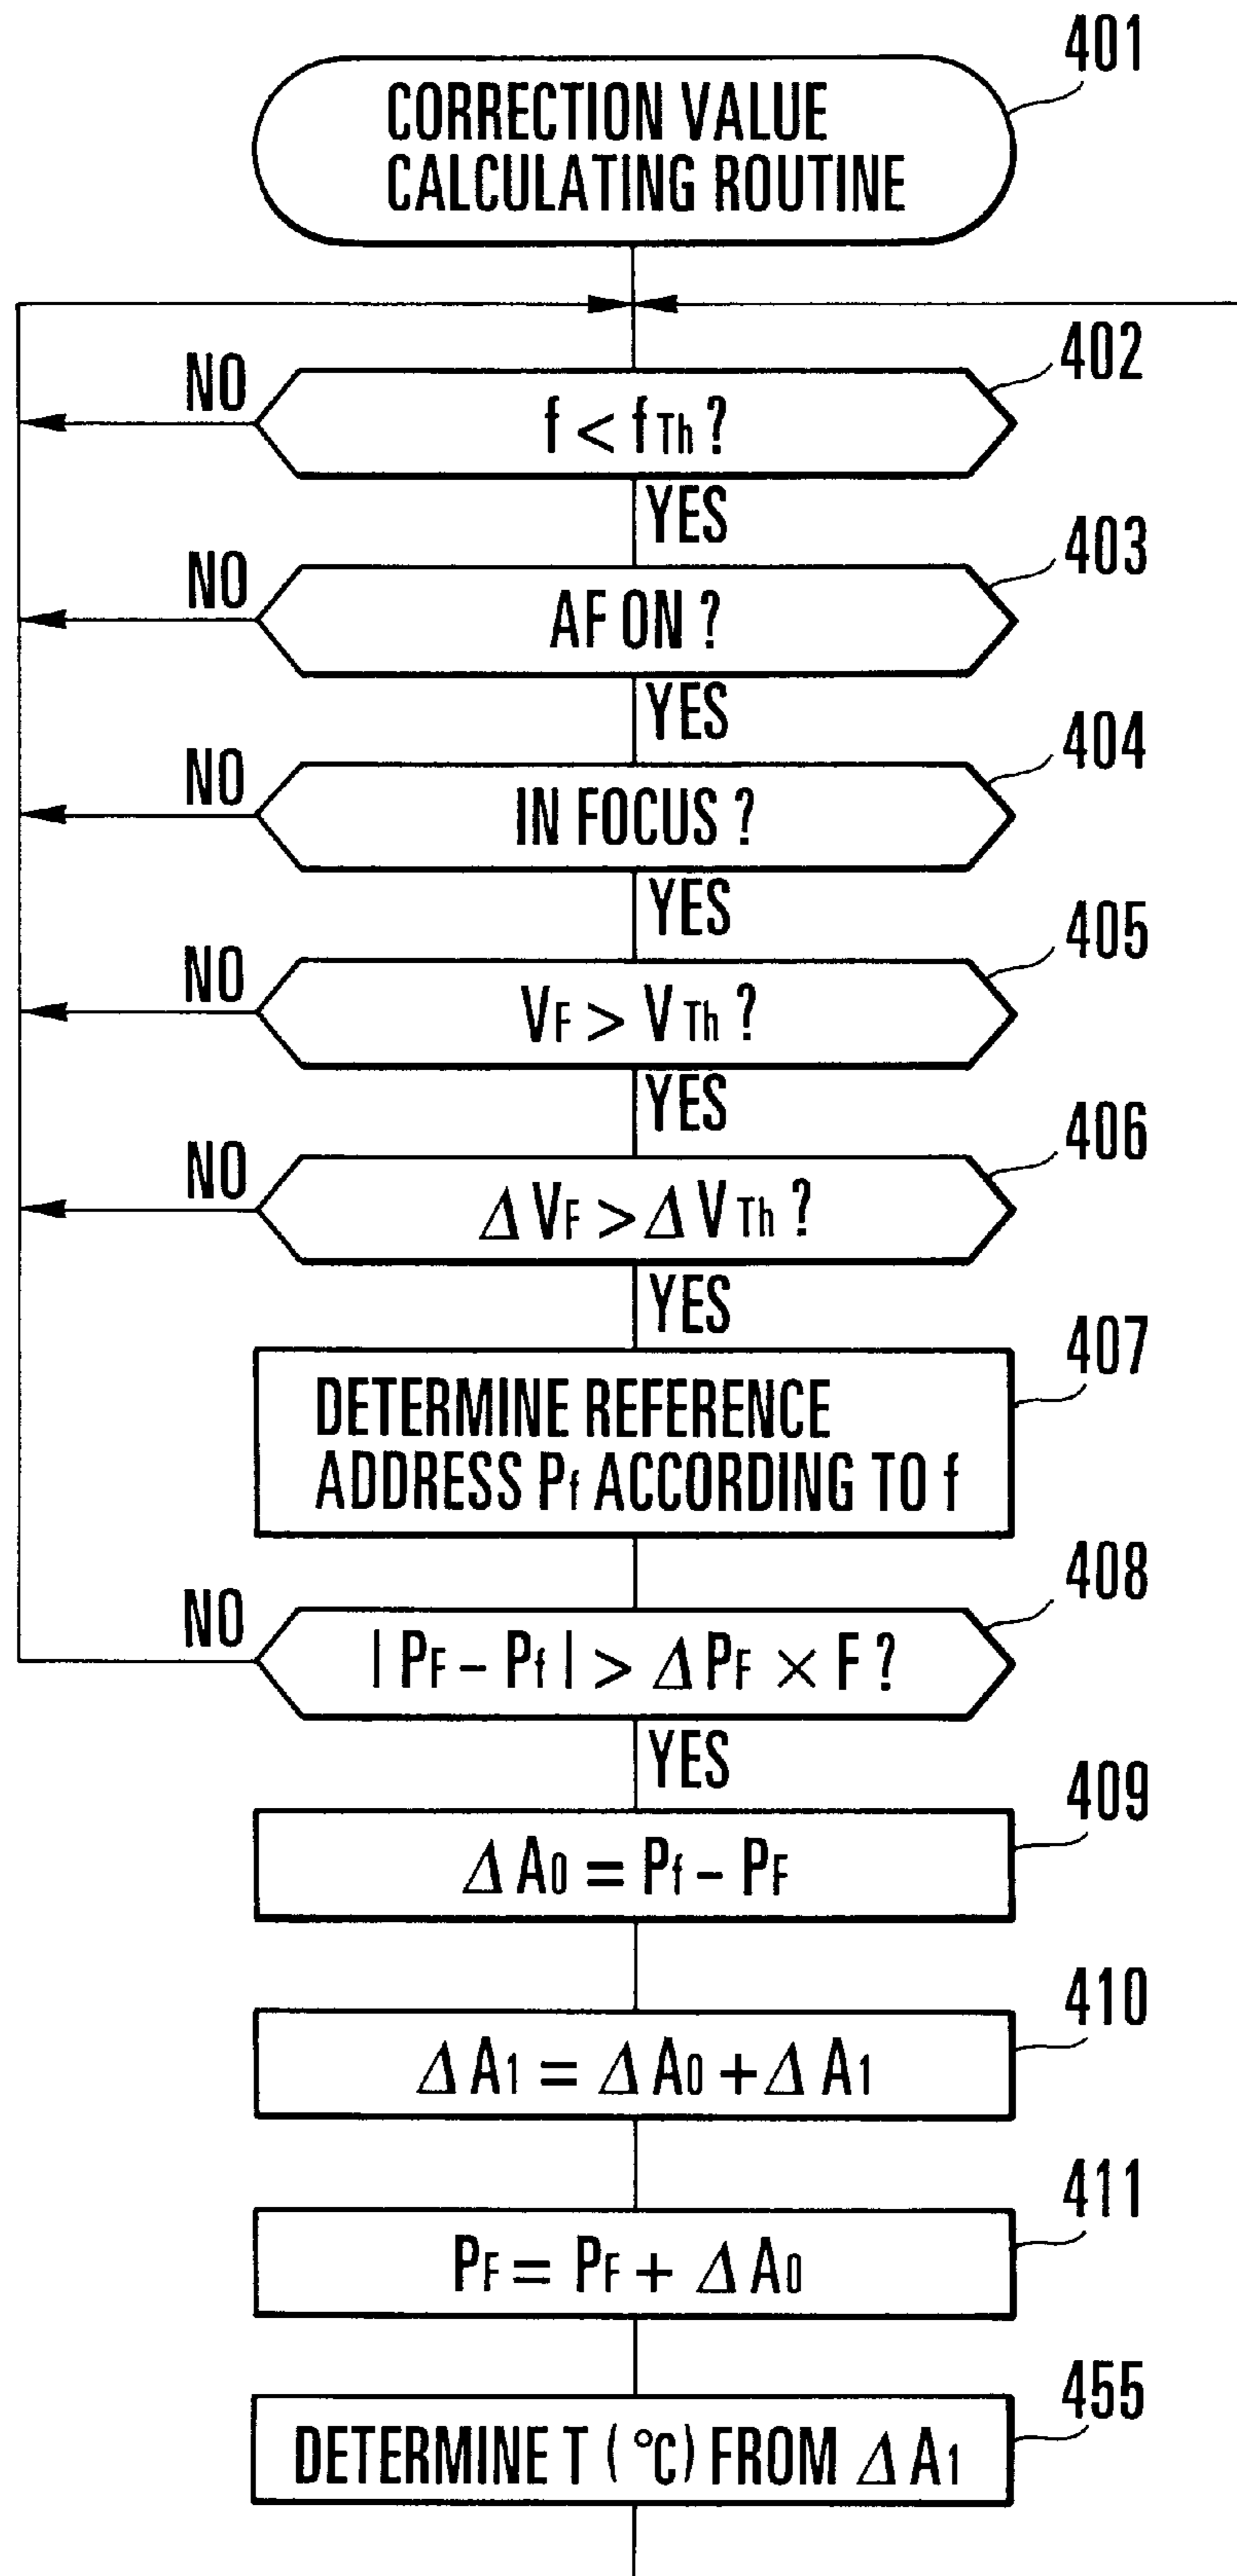 401
CORRECTION VALUE
CALCULATING ROUTINE
402
NO
f < fTh ?
YES
403
NO
AF ON ?
YES
404
NO
IN FOCUS ?
YES
405
NO
VF > VTh ?
YES
406
NO
ΔVF > ΔVTh ?
YES
407
DETERMINE REFERENCE
ADDRESS Pf ACCORDING TO f
408
NO
| PF − Pf | > ΔPF × F ?
YES
409
ΔA0 = Pf − PF
410
ΔA1 = ΔA0 + ΔA1
411
PF = PF + ΔA0
455
DETERMINE T (°C) FROM ΔA1